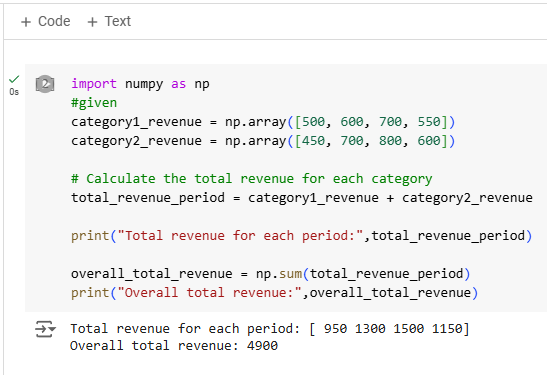 + Code + Text
0s
import numpy as np
#given
category1_revenue = np.array([500, 600, 700, 550])
category2_revenue = np.array([450, 700, 800, 600])
# Calculate the total revenue for each category
total_revenue_period = category1_revenue + category2_revenue
print("Total revenue for each period:",total_revenue_period)
overall_total_revenue = np.sum(total_revenue_period)
print("Overall total revenue:",overall_total_revenue)
Total revenue for each period: [ 950 1300 1500 1150]
Overall total revenue: 4900